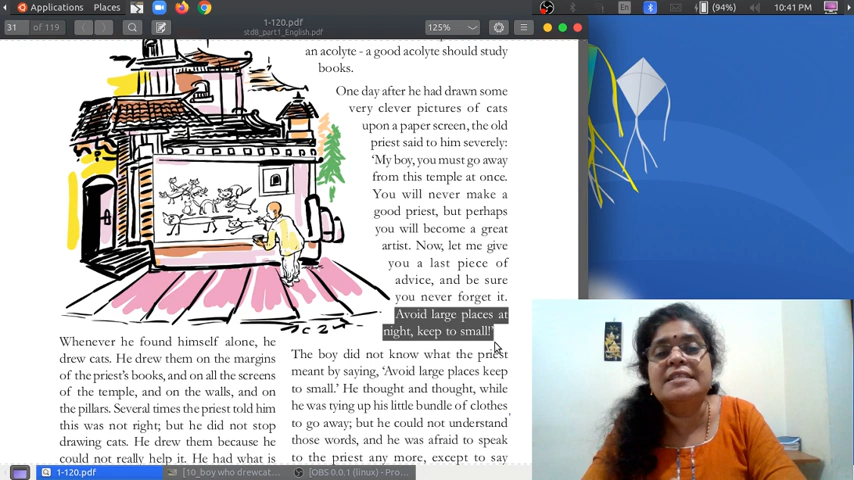 Applications Places En (94%) 10:41 PM
1-120.pdf
std8_part1_English.pdf
31 of 119
125%
an acolyte - a good acolyte should study
books.
One day after he had drawn some
very clever pictures of cats
upon a paper screen, the old
priest said to him severely:
'My boy, you must go away
from this temple at once.
You will never make a
good priest, but perhaps
you will become a great
artist. Now, let me give
you a last piece of
advice, and be sure
you never forget it.
Avoid large places at
night, keep to small!'
Whenever he found himself alone, he
drew cats. He drew them on the margins
of the priest's books, and on all the screens
of the temple, and on the walls, and on
the pillars. Several times the priest told him
this was not right; but he did not stop
drawing cats. He drew them because he
could not really help it. He had what is
The boy did not know what the priest
meant by saying, 'Avoid large places keep
to small.' He thought and thought, while
he was tying up his little bundle of clothes
to go away; but he could not understand
those words, and he was afraid to speak
to the priest any more, except to say
1-120.pdf
[10_boy who drewcat...
[OBS 0.0.1 (linux) - Pro...